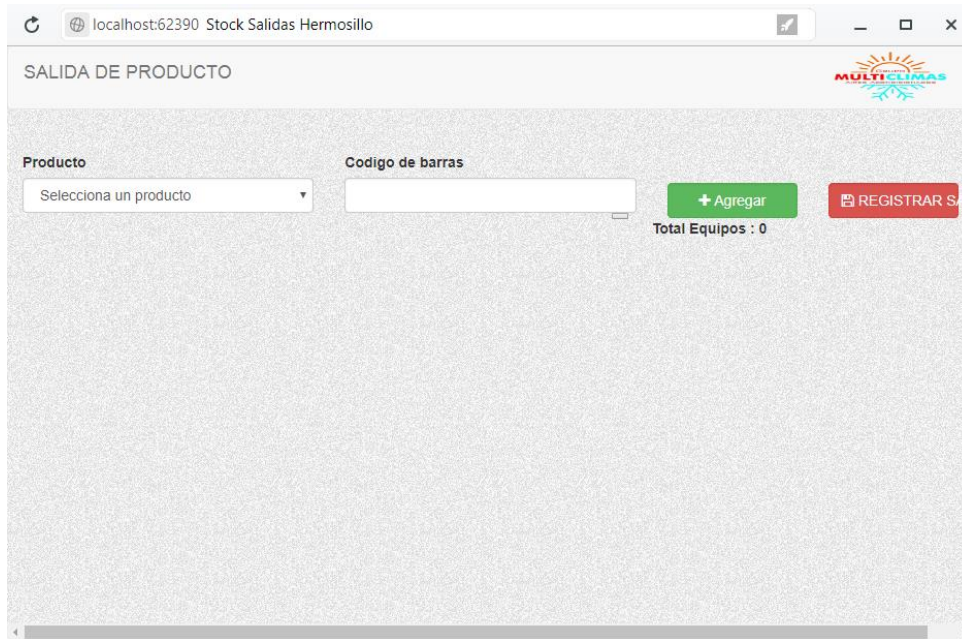 localhost:62390 Stock Salidas Hermosillo
SALIDA DE PRODUCTO
MULTICLIMAS
Producto
Codigo de barras
Selecciona un producto
+ Agregar
REGISTRAR SA
Total Equipos : 0